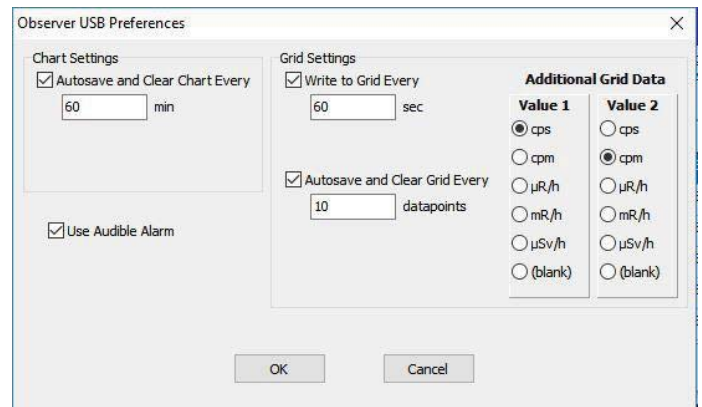 Observer USB Preferences
Chart Settings
Autosave and Clear Chart Every
60 min
Use Audible Alarm
Grid Settings
Write to Grid Every
60 sec
Autosave and Clear Grid Every
10 datapoints
Additional Grid Data
Value 1
cps
cpm
µR/h
mR/h
µSv/h
(blank)
Value 2
cps
cpm
µR/h
mR/h
µSv/h
(blank)
OK Cancel